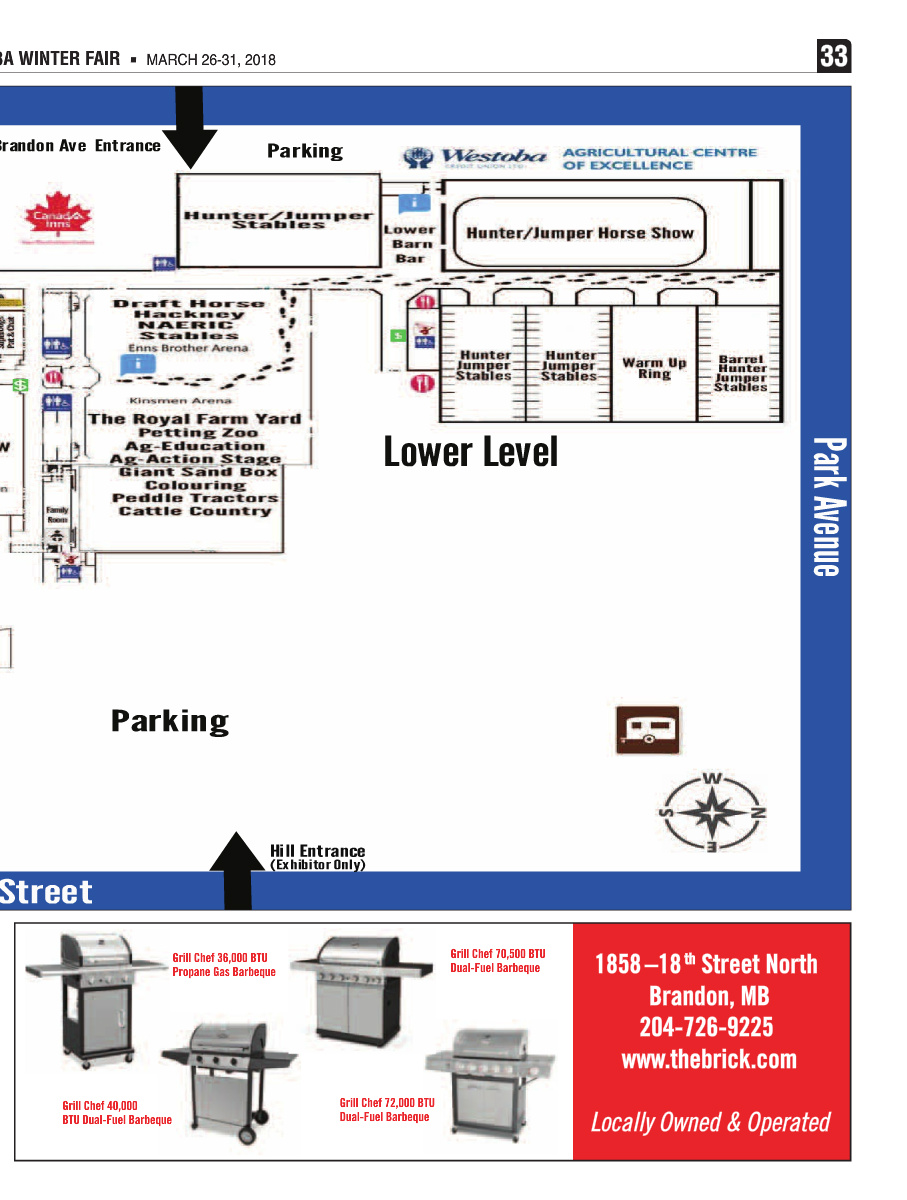 BA WINTER FAIR ▪ MARCH 26-31, 2018
33
Brandon Ave Entrance
Parking
Westoba
CREDIT UNION LTD.
AGRICULTURAL CENTRE
OF EXCELLENCE
Canad
Inns
Hunter/Jumper
Stables
Lower
Barn
Bar
Hunter/Jumper Horse Show
Draft Horse
Hackney
NAERIC
Stables
Enns Brother Arena
Kinsmen Arena
The Royal Farm Yard
Petting Zoo
Ag-Education
Ag-Action Stage
Giant Sand Box
Colouring
Peddle Tractors
Cattle Country
Family
Room
Hunter
Jumper
Stables
Hunter
Jumper
Stables
Warm Up
Ring
Barrel
Hunter
Jumper
Stables
Lower Level
Park Avenue
Parking
W
S
N
E
Hill Entrance
(Exhibitor Only)
Street
Grill Chef 36,000 BTU
Propane Gas Barbeque
Grill Chef 70,500 BTU
Dual-Fuel Barbeque
Grill Chef 40,000
BTU Dual-Fuel Barbeque
Grill Chef 72,000 BTU
Dual-Fuel Barbeque
1858 –18th Street North
Brandon, MB
204-726-9225
www.thebrick.com
Locally Owned & Operated